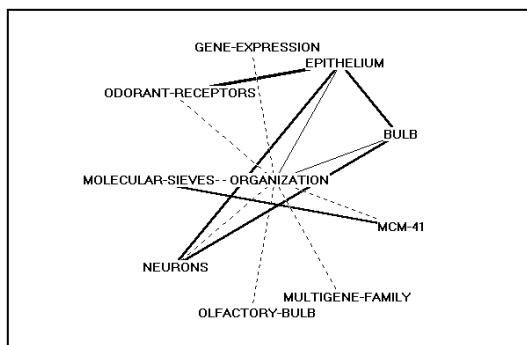 GENE-EXPRESSION
EPITHELIUM
ODORANT-RECEPTORS
BULB
MOLECULAR-SIEVES
ORGANIZATION
MCM-41
NEURONS
MULTIGENE-FAMILY
OLFACTORY-BULB